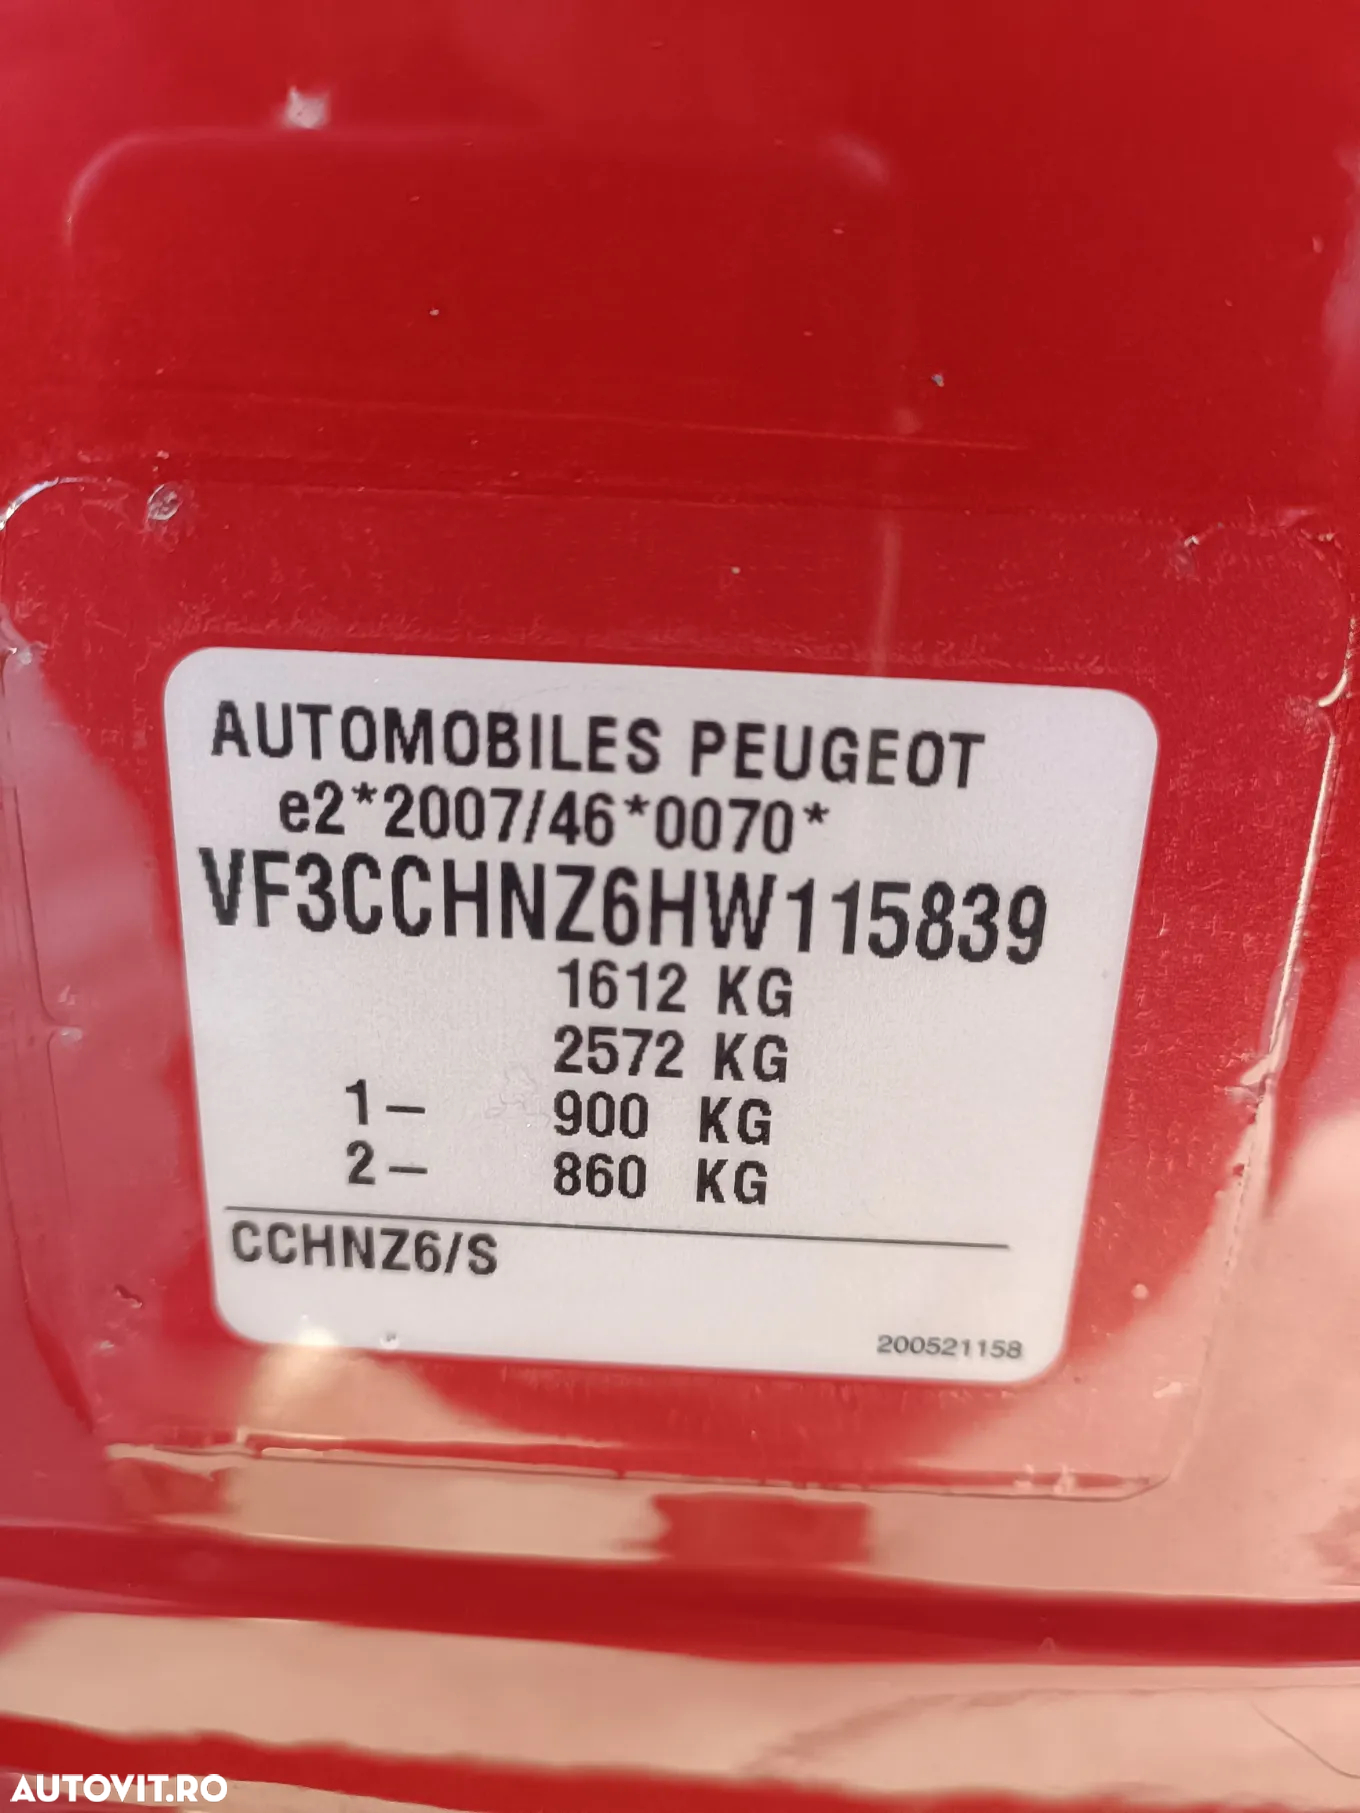 AUTOMOBILES PEUGEOT
e2*2007/46*0070*
VF3CCHNZ6HW115839
1612 KG
2572 KG
1- 900 KG
2- 860 KG
CCHNZ6/S
200521158
AUTOVIT.RO